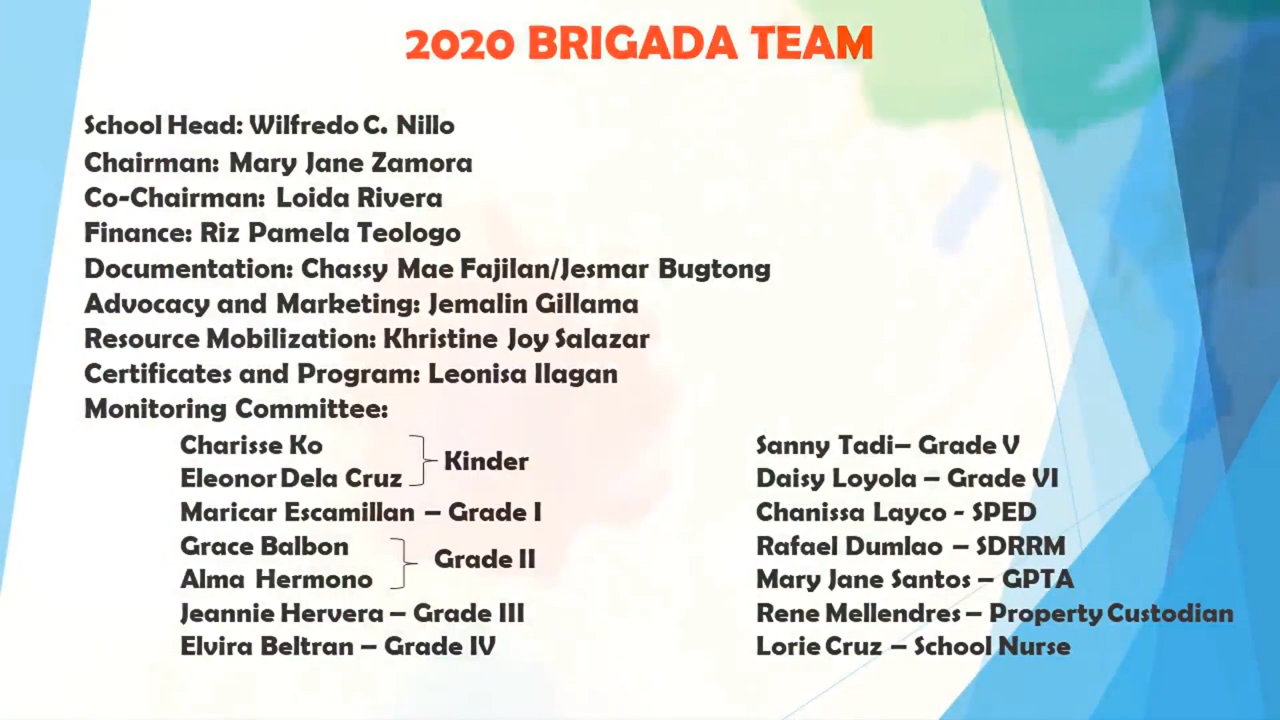 2020 BRIGADA TEAM
School Head: Wilfredo C. Nillo
Chairman: Mary Jane Zamora
Co-Chairman: Loida Rivera
Finance: Riz Pamela Teologo
Documentation: Chassy Mae Fajilan/Jesmar Bugtong
Advocacy and Marketing: Jemalin Gillama
Resource Mobilization: Khristine Joy Salazar
Certificates and Program: Leonisa Ilagan
Monitoring Committee:
Charisse Ko
Eleonor Dela Cruz
Kinder
Maricar Escamillan – Grade I
Grace Balbon
Alma Hermono
Grade II
Jeannie Hervera – Grade III
Elvira Beltran – Grade IV
Sanny Tadi– Grade V
Daisy Loyola – Grade VI
Chanissa Layco - SPED
Rafael Dumlao – SDRRM
Mary Jane Santos – GPTA
Rene Mellendres – Property Custodian
Lorie Cruz – School Nurse